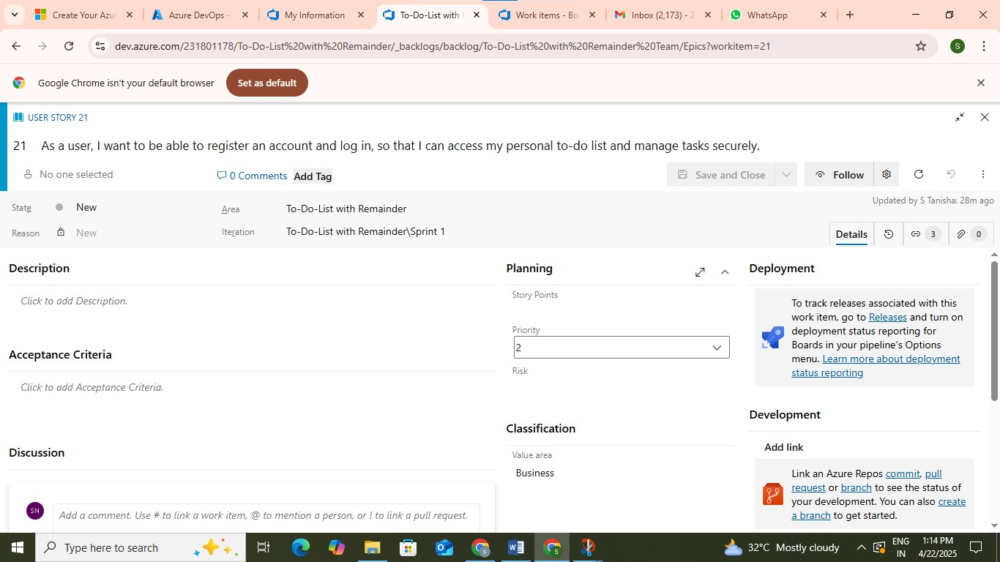 Create Your Azu
Azure DevOps -
My Information
To-Do-List with
Work items - Bo
Inbox (2,173) - 2
WhatsApp
dev.azure.com/231801178/To-Do-List%20with%20Remainder/_backlogs/backlog/To-Do-List%20with%20Remainder%20Team/Epics?workitem=21
S
Google Chrome isn't your default browser
Set as default
USER STORY 21
21 As a user, I want to be able to register an account and log in, so that I can access my personal to-do list and manage tasks securely.
No one selected
0 Comments
Add Tag
Save and Close
Follow
State
New
Area
To-Do-List with Remainder
Updated by S Tanisha: 28m ago
Reason
New
Iteration
To-Do-List with Remainder\Sprint 1
Details
3
0
Description
Click to add Description.
Acceptance Criteria
Click to add Acceptance Criteria.
Discussion
SN
Add a comment. Use # to link a work item, @ to mention a person, or ! to link a pull request.
Planning
Story Points
Priority
2
Risk
Classification
Value area
Business
Deployment
To track releases associated with this
work item, go to Releases and turn on
deployment status reporting for
Boards in your pipeline's Options
menu. Learn more about deployment
status reporting
Development
Add link
Link an Azure Repos commit, pull
request or branch to see the status of
your development. You can also create
a branch to get started.
Type here to search
S
32°C Mostly cloudy
ENG
IN
1:14 PM
4/22/2025